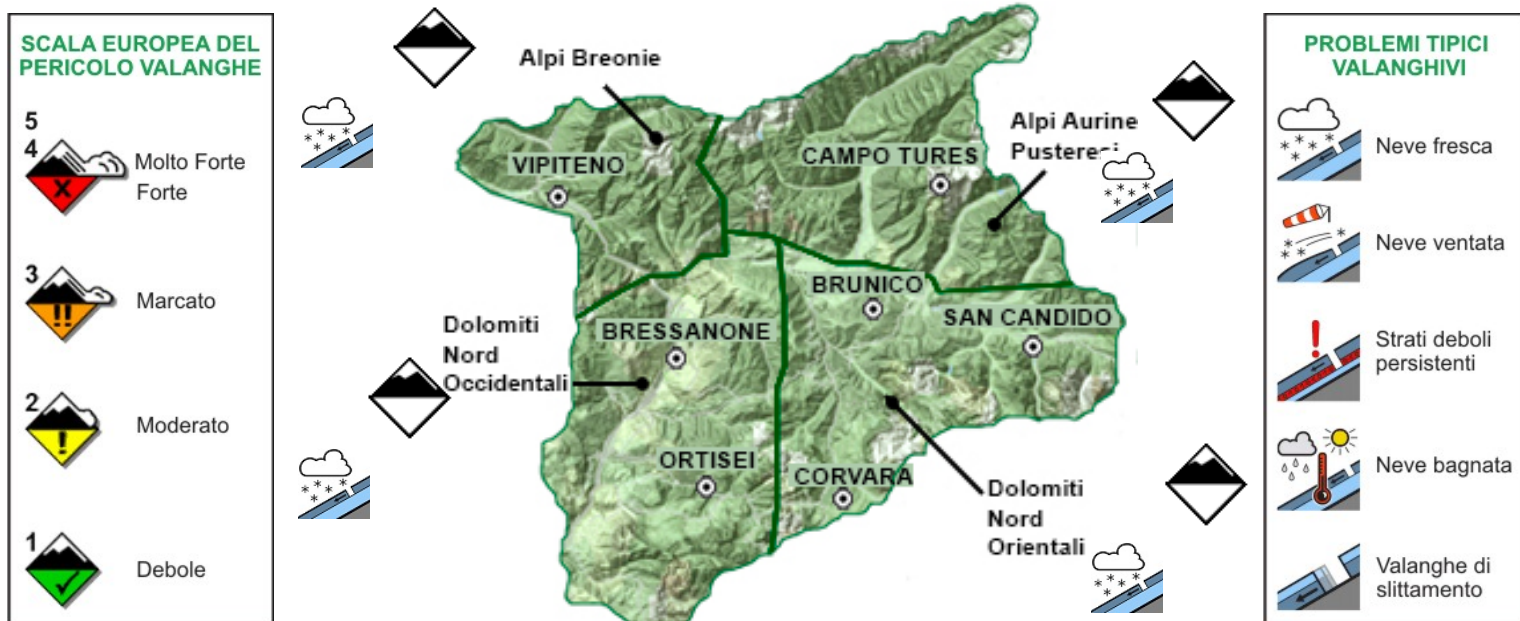 SCALA EUROPEA DEL
PERICOLO VALANGHE
5
4
Molto Forte
Forte
3
Marcato
2
Moderato
1
Debole
Alpi Breonie
VIPITENO
CAMPO TURES
Alpi Aurine
Pusteresi
BRUNICO
SAN CANDIDO
BRESSANONE
Dolomiti
Nord
Occidentali
ORTISEI
CORVARA
Dolomiti
Nord
Orientali
PROBLEMI TIPICI
VALANGHIVI
Neve fresca
Neve ventata
Strati deboli
persistenti
Neve bagnata
Valanghe di
slittamento